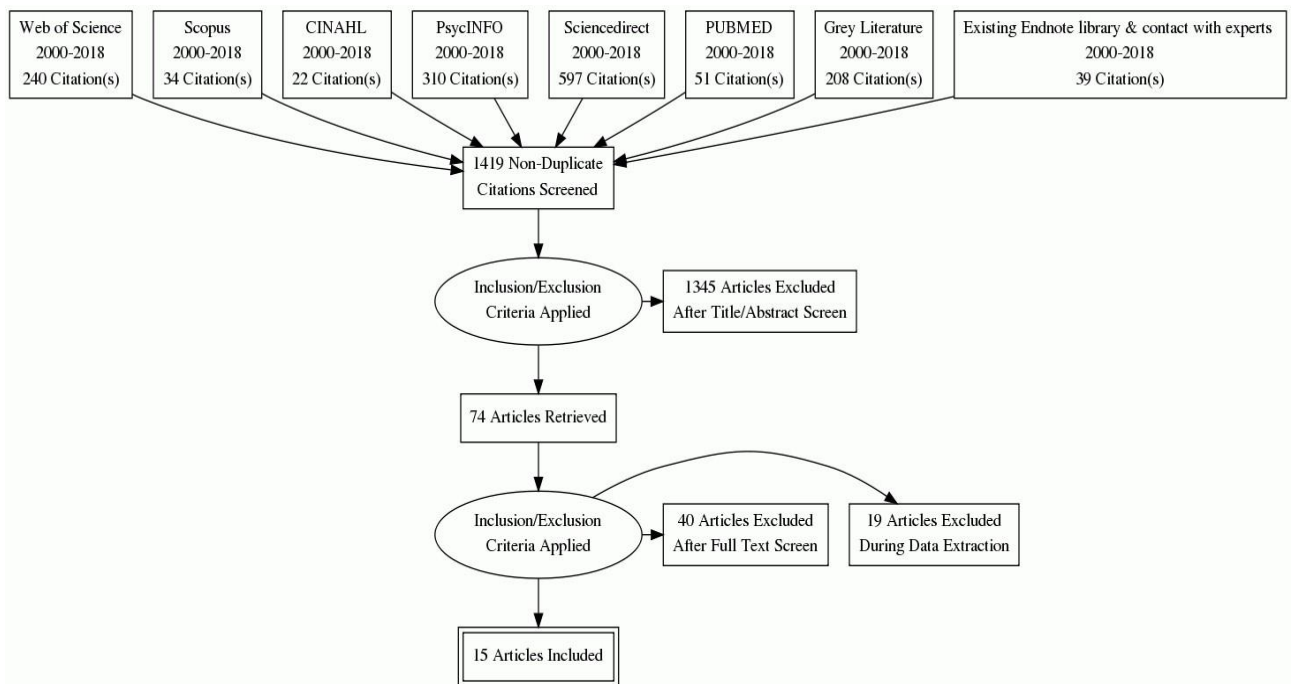 Web of Science
2000-2018
240 Citation(s)
Scopus
2000-2018
34 Citation(s)
CINAHL
2000-2018
22 Citation(s)
PsycINFO
2000-2018
310 Citation(s)
Sciencedirect
2000-2018
597 Citation(s)
PUBMED
2000-2018
51 Citation(s)
Grey Literature
2000-2018
208 Citation(s)
Existing Endnote library & contact with experts
2000-2018
39 Citation(s)
1419 Non-Duplicate
Citations Screened
Inclusion/Exclusion
Criteria Applied
1345 Articles Excluded
After Title/Abstract Screen
74 Articles Retrieved
Inclusion/Exclusion
Criteria Applied
40 Articles Excluded
After Full Text Screen
19 Articles Excluded
During Data Extraction
15 Articles Included